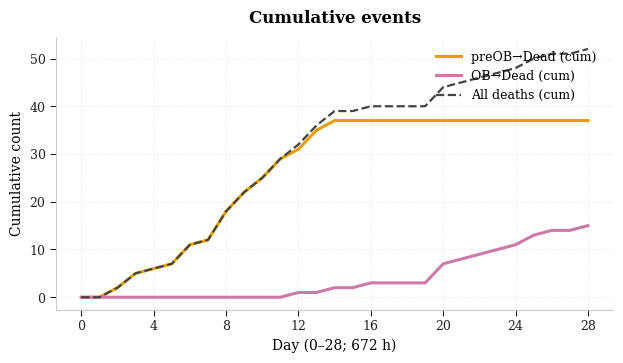 Cumulative events
preOB→Dead (cum)
OB→Dead (cum)
All deaths (cum)
Cumulative count
50
40
30
20
10
0
0 4 8 12 16 20 24 28
Day (0–28; 672 h)